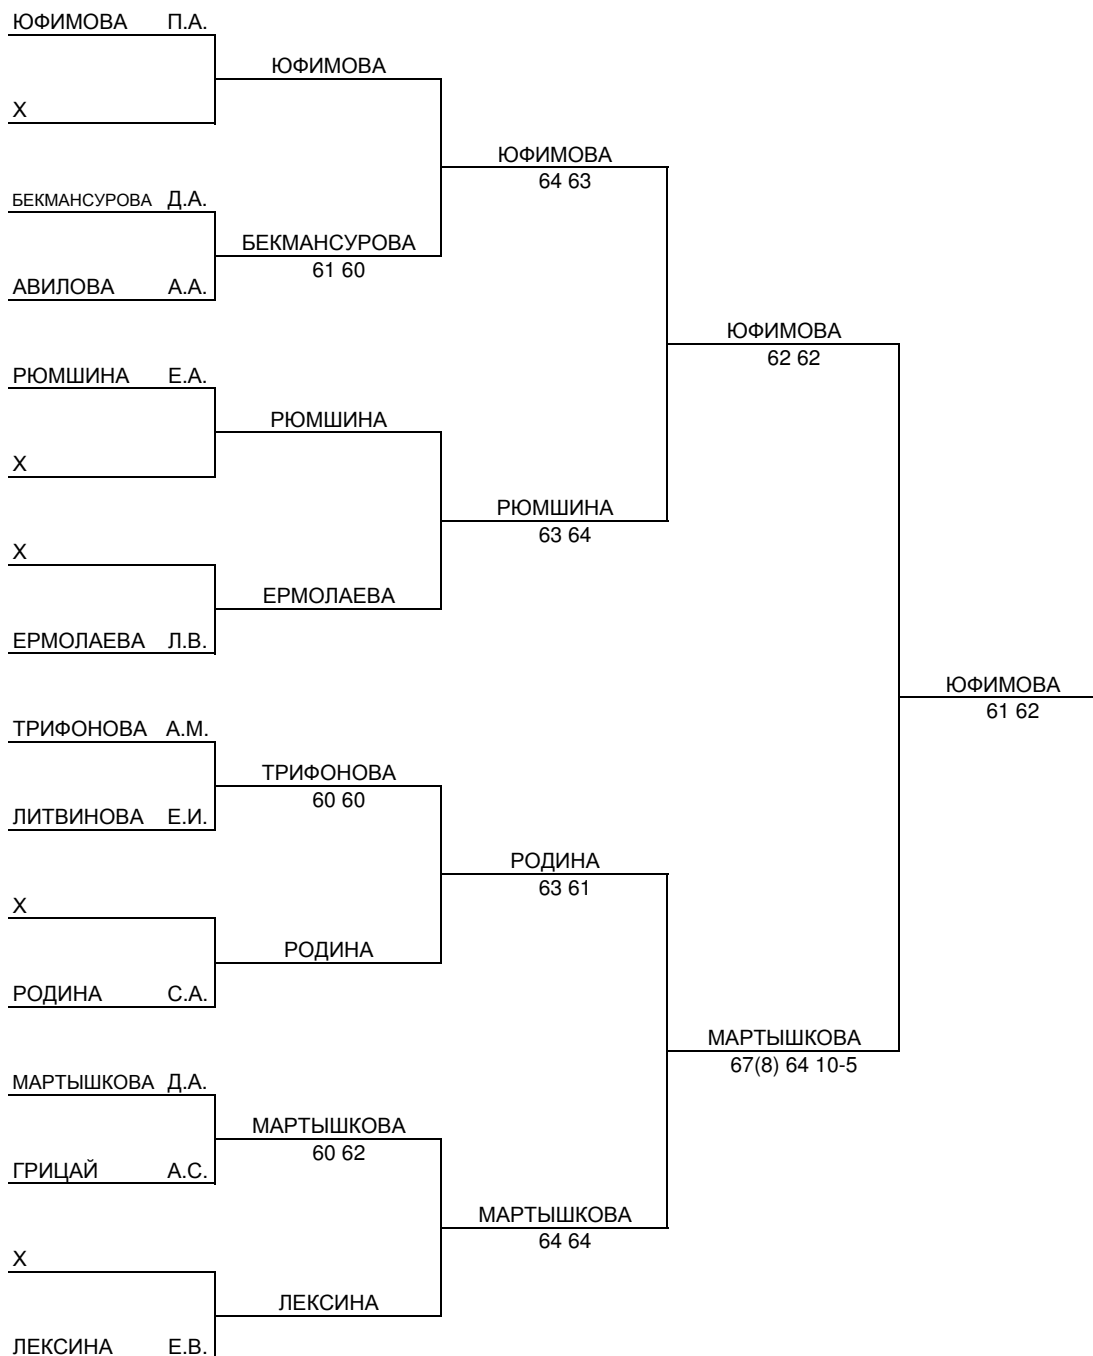 ЮФИМОВА П.А.
ЮФИМОВА
X
ЮФИМОВА
64 63
БЕКМАНСУРОВА Д.А.
БЕКМАНСУРОВА
61 60
АВИЛОВА А.А.
ЮФИМОВА
62 62
РЮМШИНА Е.А.
РЮМШИНА
X
РЮМШИНА
63 64
X
ЕРМОЛАЕВА
ЕРМОЛАЕВА Л.В.
ЮФИМОВА
61 62
ТРИФОНОВА А.М.
ТРИФОНОВА
60 60
ЛИТВИНОВА Е.И.
РОДИНА
63 61
X
РОДИНА
РОДИНА С.А.
МАРТЫШКОВА
67(8) 64 10-5
МАРТЫШКОВА Д.А.
МАРТЫШКОВА
60 62
ГРИЦАЙ А.С.
МАРТЫШКОВА
64 64
X
ЛЕКСИНА
ЛЕКСИНА Е.В.